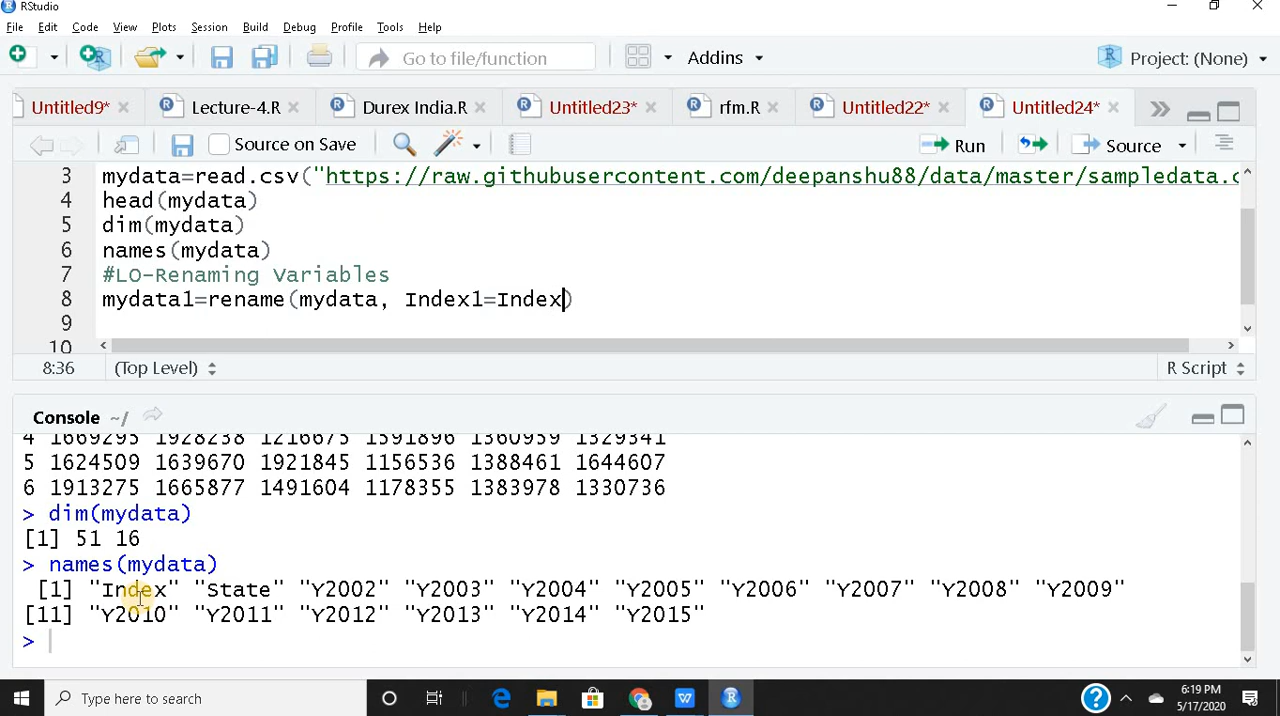 RStudio
File Edit View Plots Session Build Debug Profile Tools Help
Go to file/function Addins Project: (None)
Untitled9* Lecture-4.R Durex India.R Untitled23* rfm.R Untitled22* Untitled24*
Source on Save Run Source
3 mydata=read.csv("https://raw.githubusercontent.com/deepanshu88/data/master/sampledata.c
4 head(mydata)
5 dim(mydata)
6 names(mydata)
7 #LO-Renaming Variables
8 mydata1=rename(mydata, Index1=Index)
9
10
8:36 (Top Level) R Script
Console ~/
4 1669295 1928238 1216675 1591896 1360959 1329341
5 1624509 1639670 1921845 1156536 1388461 1644607
6 1913275 1665877 1491604 1178355 1383978 1330736
> dim(mydata)
[1] 51 16
> names(mydata)
[1] "Index" "State" "Y2002" "Y2003" "Y2004" "Y2005" "Y2006" "Y2007" "Y2008" "Y2009"
[11] "Y2010" "Y2011" "Y2012" "Y2013" "Y2014" "Y2015"
>
Type here to search
6:19 PM
5/17/2020